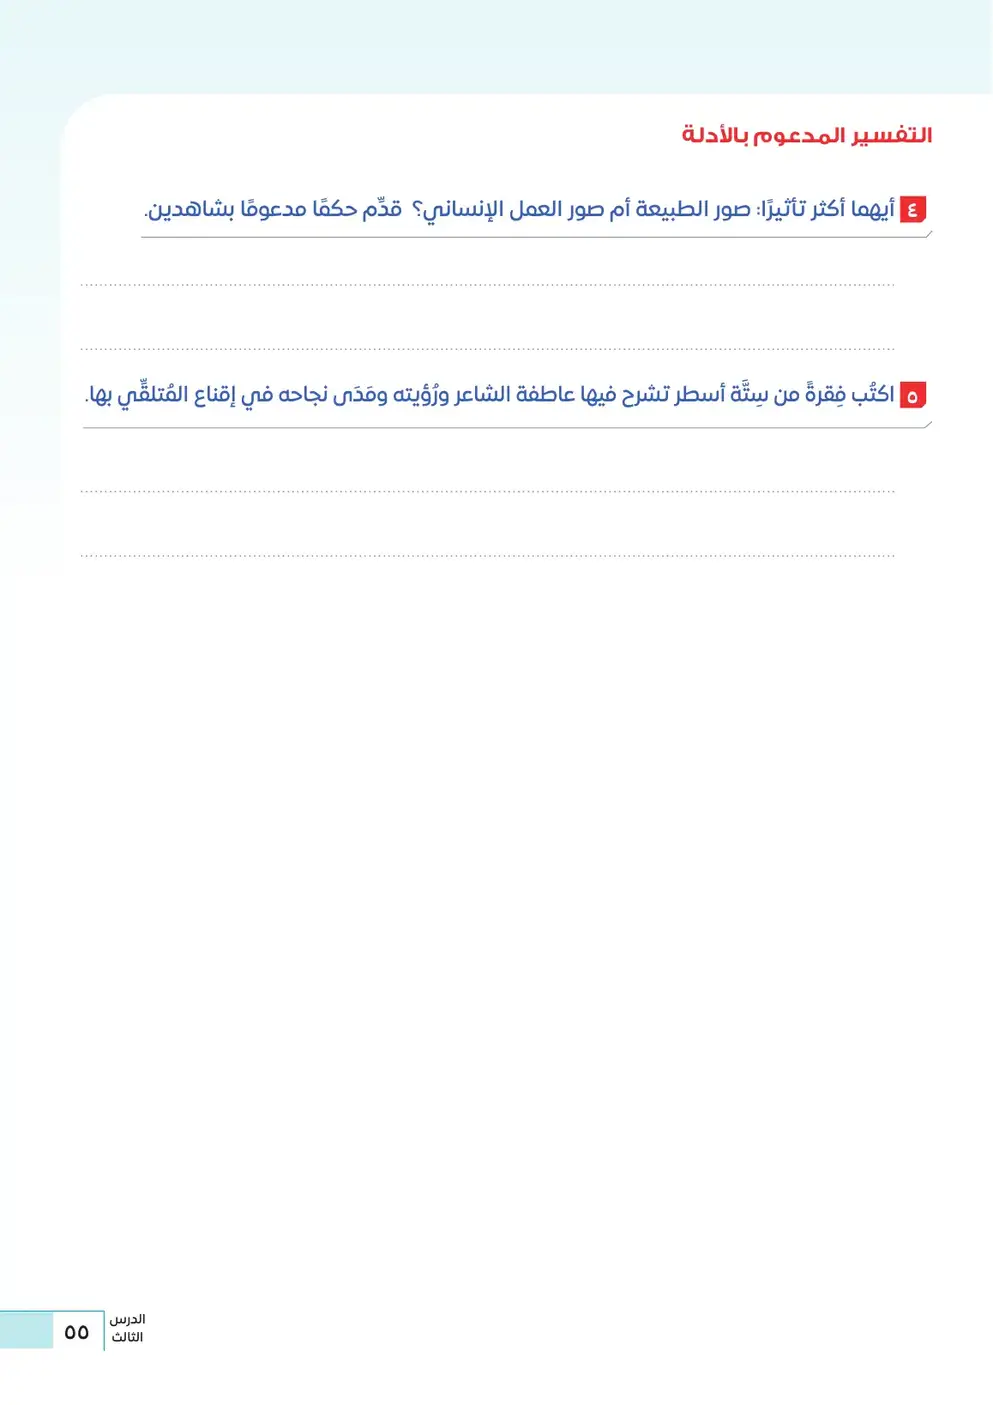 التفسير المدعوم بالأدلة
٤ أيهما أكثر تأثيرًا: صور الطبيعة أم صور العمل الإنساني؟ قدِّم حكمًا مدعومًا بشاهدين.
٥ اكتُب فِقرةً من سِتَّة أسطر تشرح فيها عاطفة الشاعر ورُؤيته ومَدَى نجاحه في إقناع المُتلقِّي بها.
الدرس
الثالث
٥٥